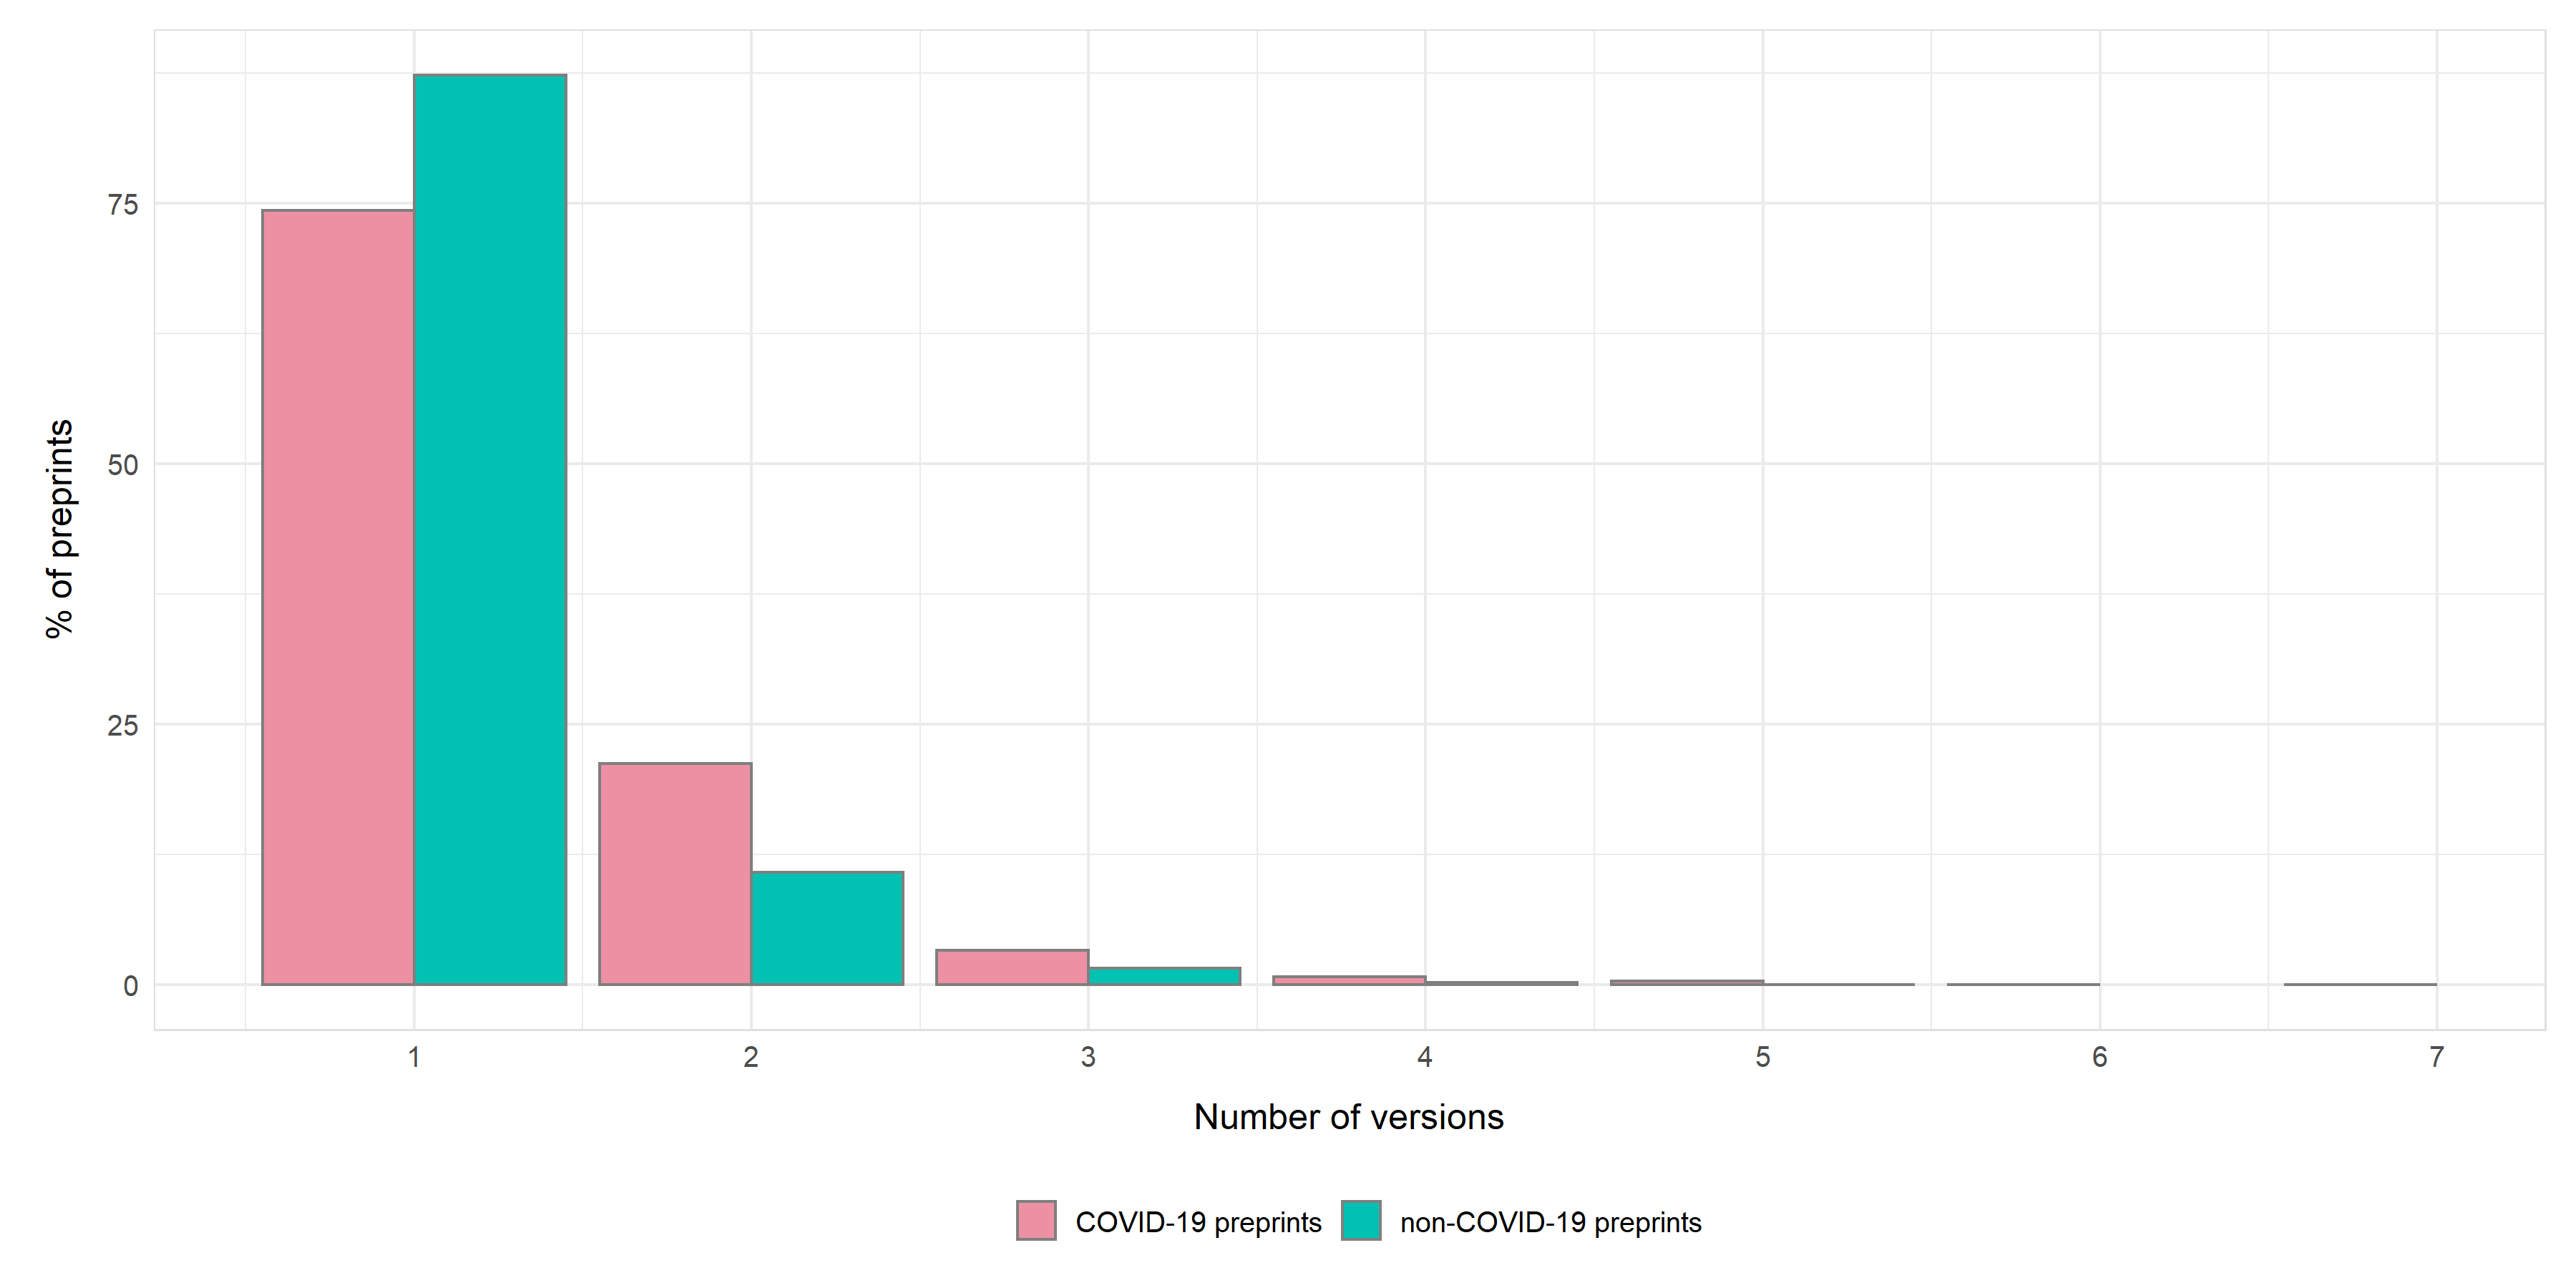 % of preprints
75
50
25
0
1 2 3 4 5 6 7
Number of versions
COVID-19 preprints non-COVID-19 preprints